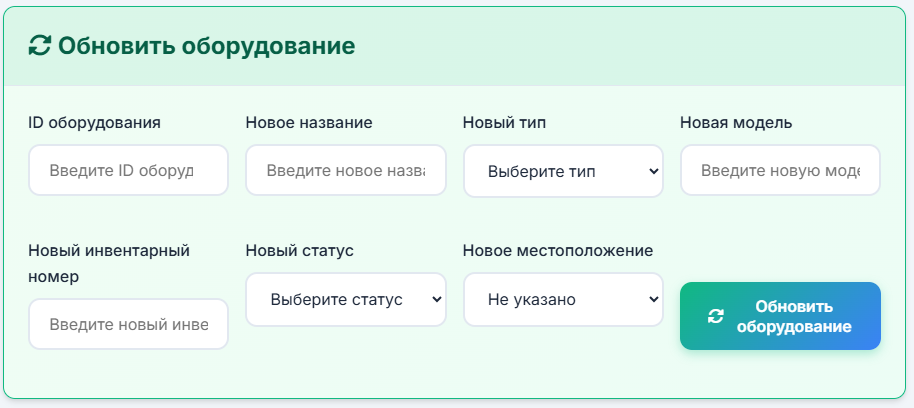 Обновить оборудование
ID оборудования
Новое название
Новый тип
Новая модель
Введите ID оборуд
Введите новое назва
Выберите тип
Введите новую моде
Новый инвентарный
номер
Новый статус
Новое местоположение
Введите новый инве
Выберите статус
Не указано
Обновить
оборудование